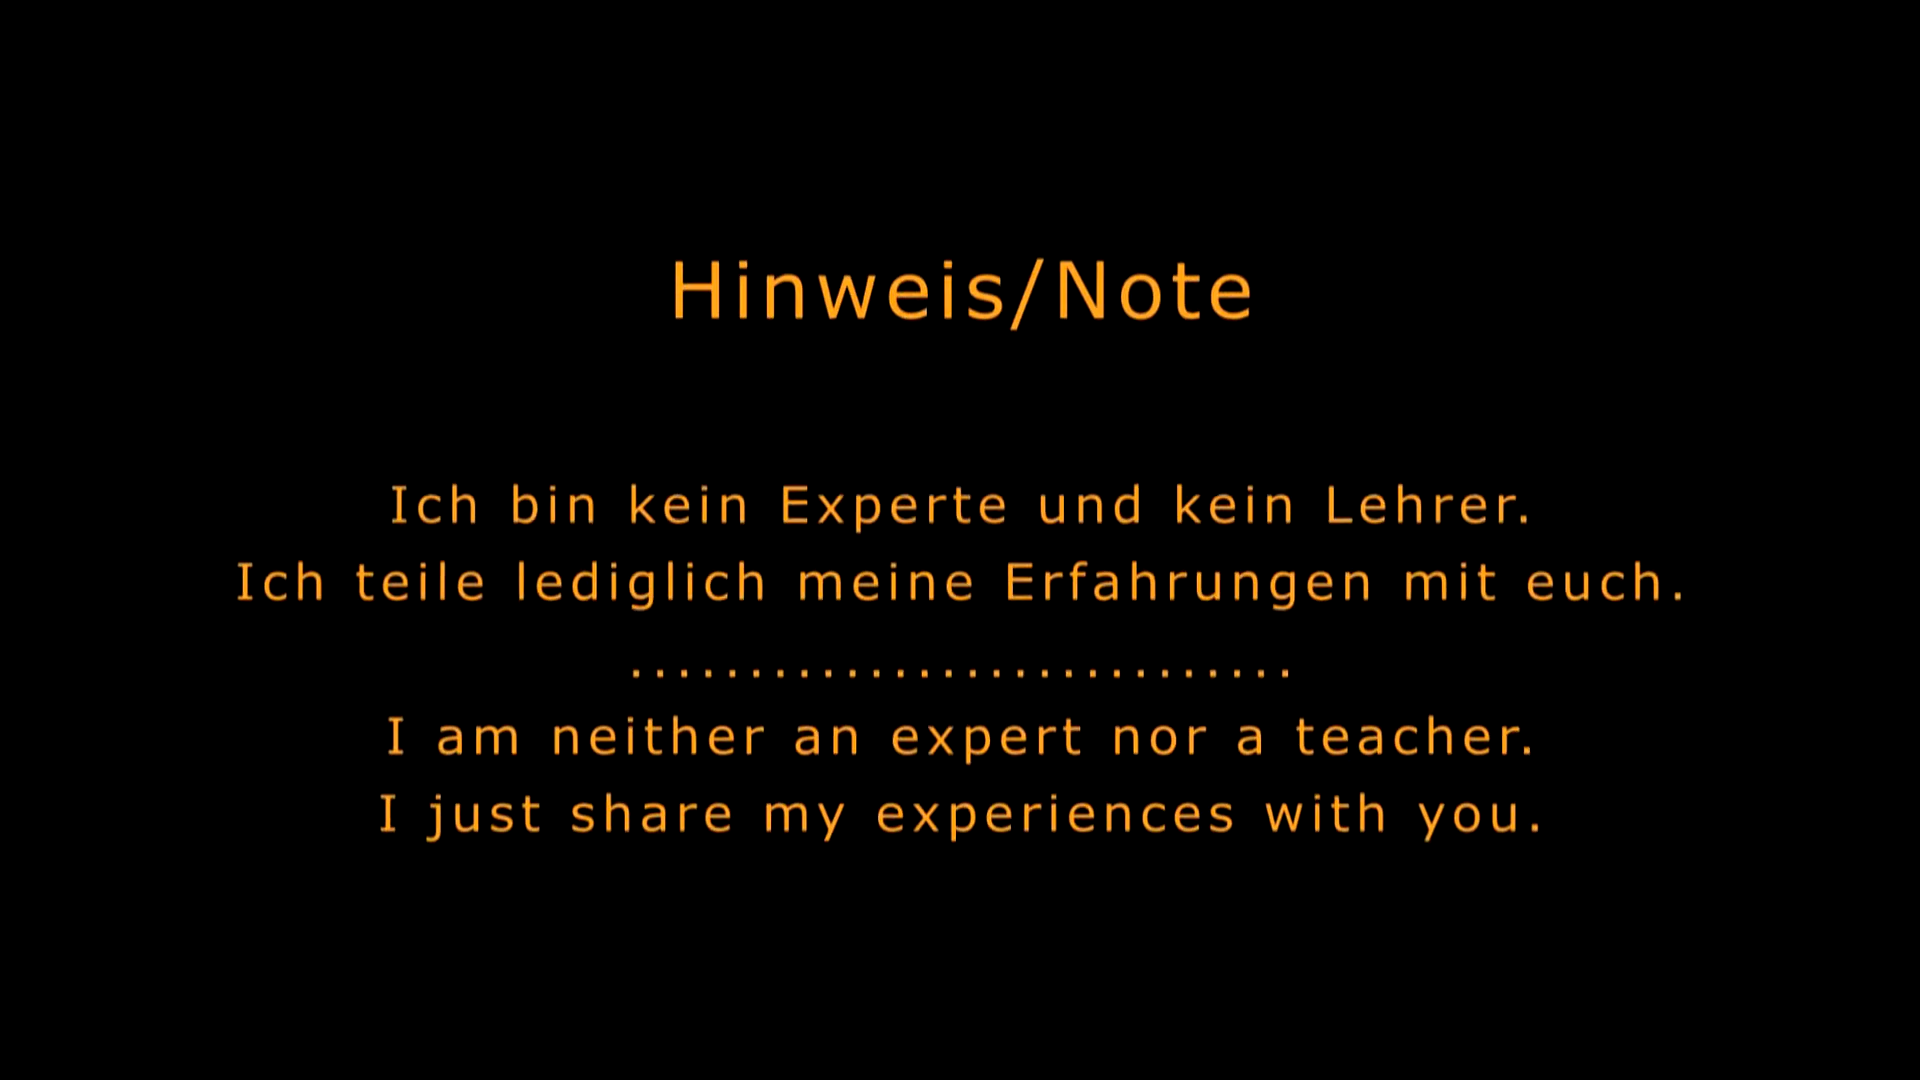 Hinweis/Note
Ich bin kein Experte und kein Lehrer.
Ich teile lediglich meine Erfahrungen mit euch.
............................
I am neither an expert nor a teacher.
I just share my experiences with you.